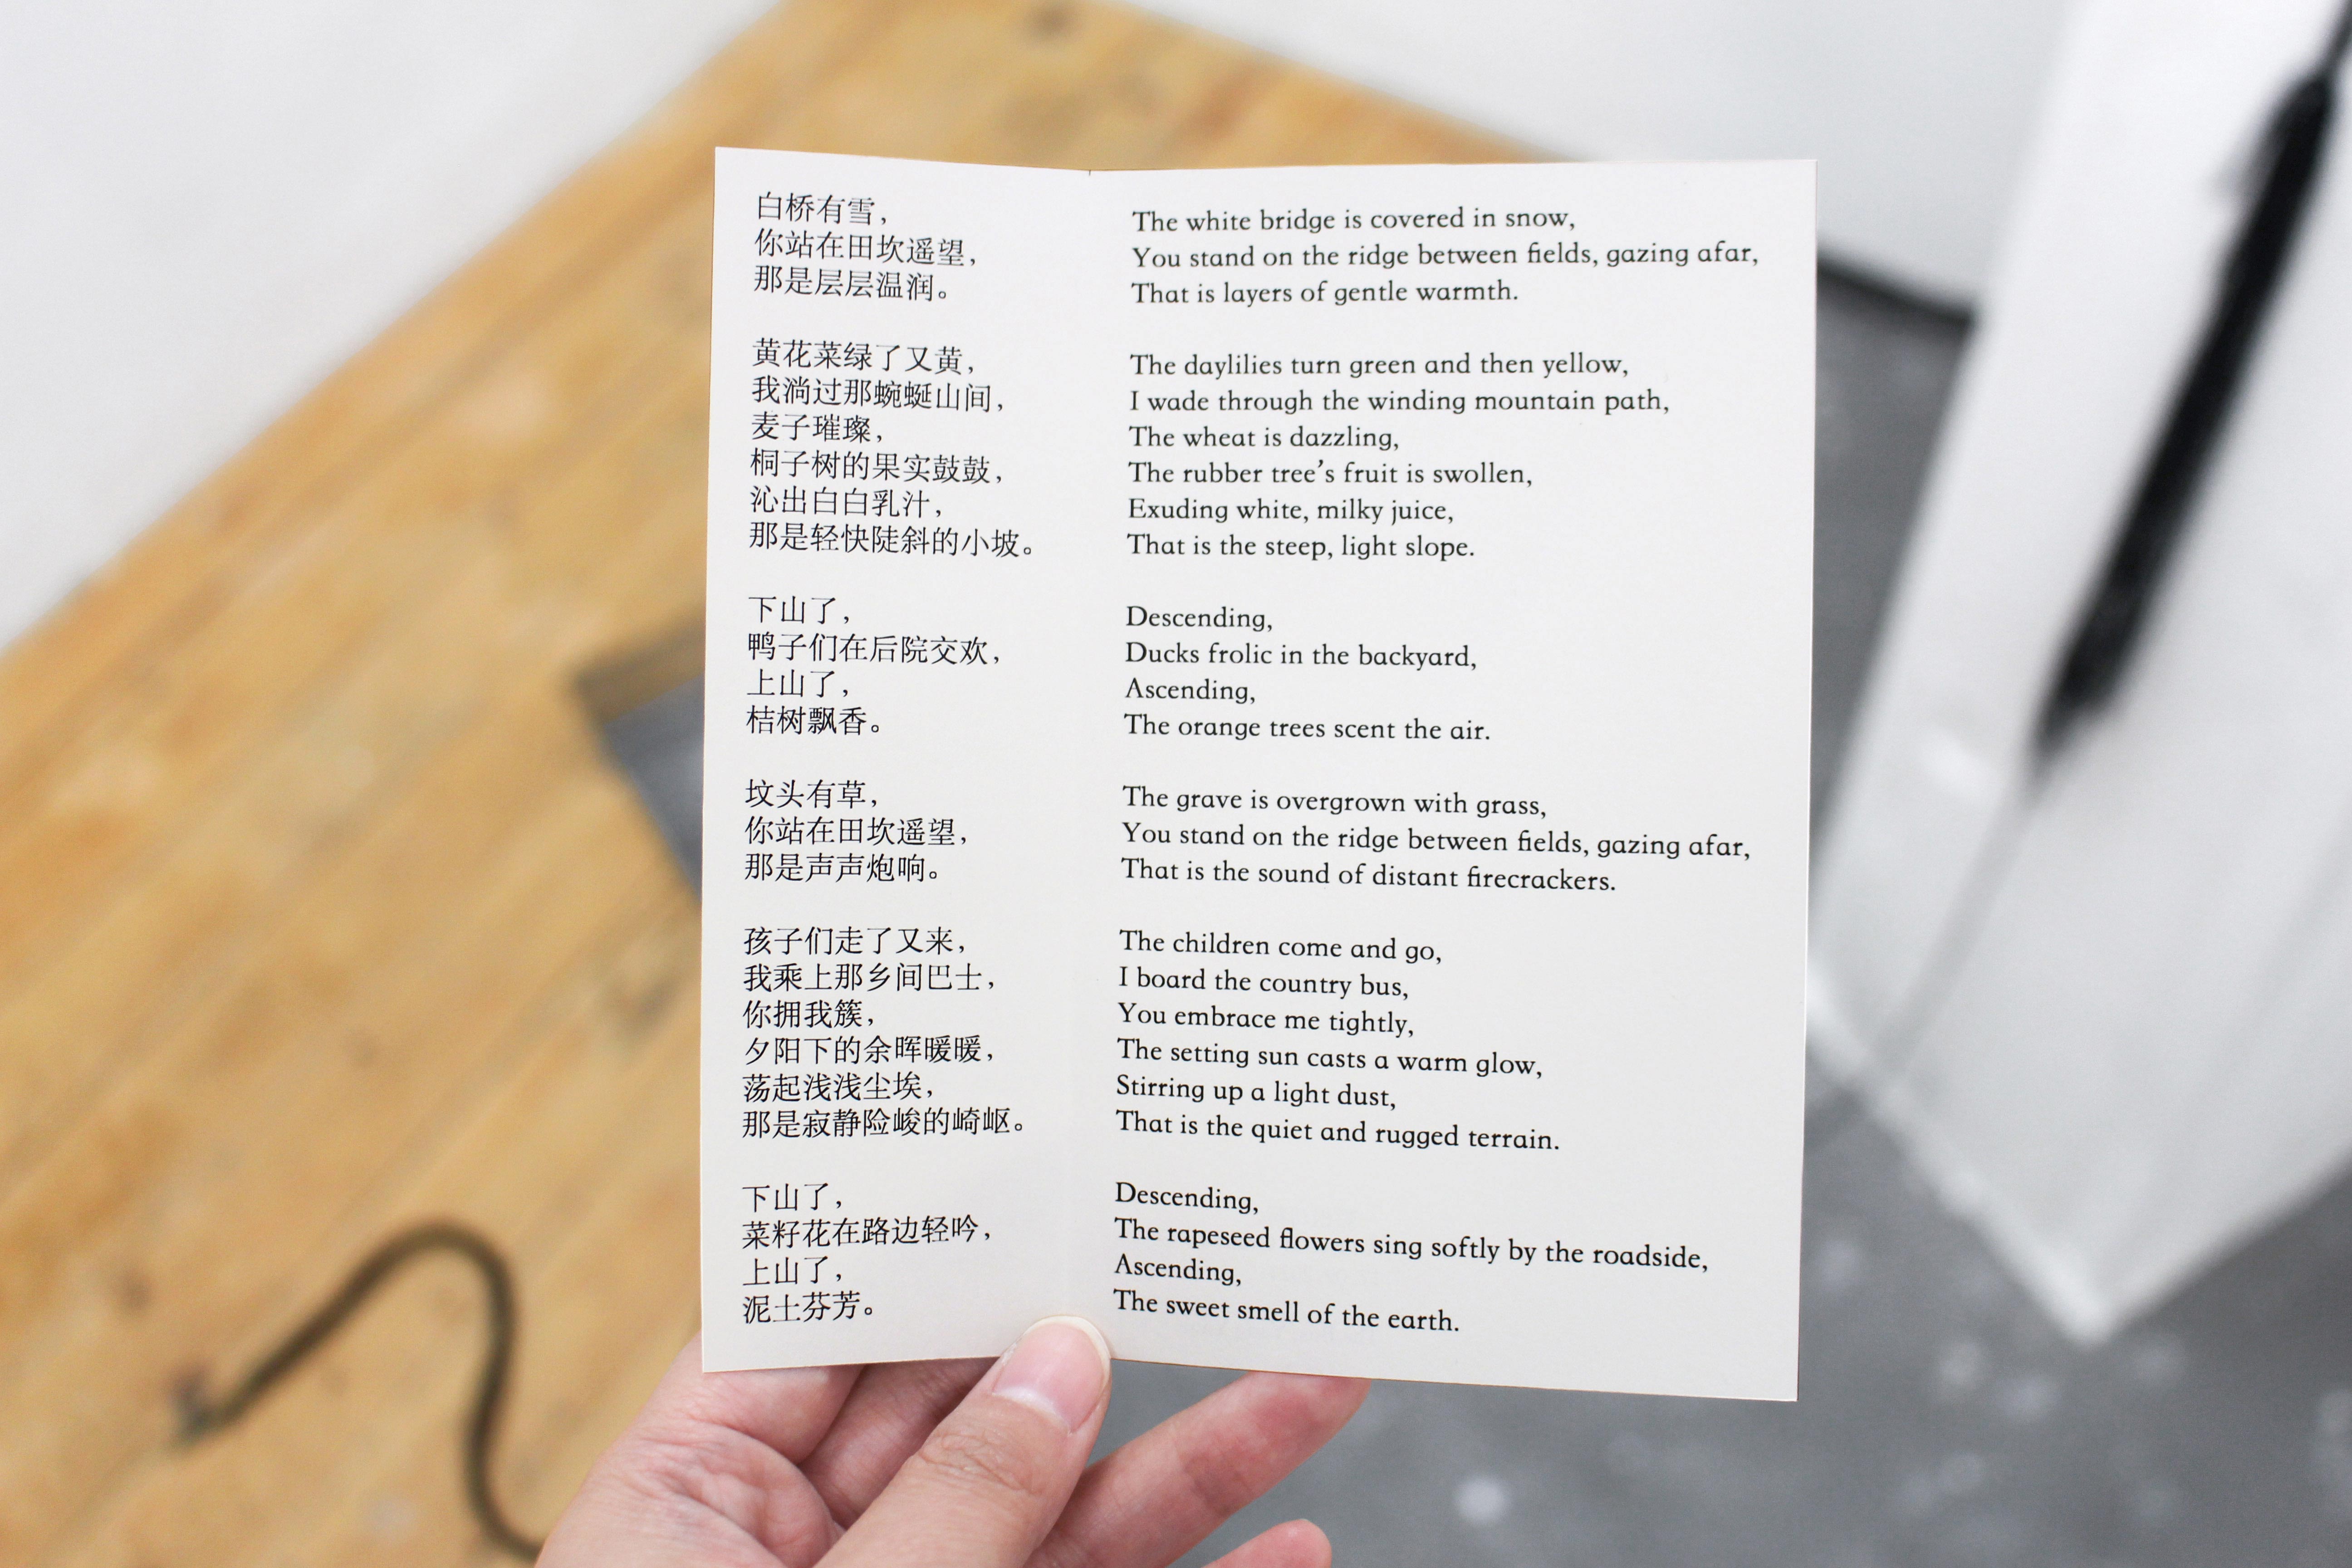 白桥有雪，
你站在田坎遥望，
那是层层温润。
黄花菜绿了又黄，
我淌过那蜿蜒山间，
麦子璀璨，
桐子树的果实鼓鼓，
沁出白白乳汁，
那是轻快陡斜的小坡。
下山了，
鸭子们在后院交欢，
上山了，
桔树飘香。
坟头有草，
你站在田坎遥望，
那是声声炮响。
孩子们走了又来，
我乘上那乡间巴士，
你拥我簇，
夕阳下的余晖暖暖，
荡起浅浅尘埃，
那是寂静险峻的崎岖。
下山了，
菜籽花在路边轻吟，
上山了，
泥土芬芳。
The white bridge is covered in snow,
You stand on the ridge between fields, gazing afar,
That is layers of gentle warmth.
The daylilies turn green and then yellow,
I wade through the winding mountain path,
The wheat is dazzling,
The rubber tree’s fruit is swollen,
Exuding white, milky juice,
That is the steep, light slope.
Descending,
Ducks frolic in the backyard,
Ascending,
The orange trees scent the air.
The grave is overgrown with grass,
You stand on the ridge between fields, gazing afar,
That is the sound of distant firecrackers.
The children come and go,
I board the country bus,
You embrace me tightly,
The setting sun casts a warm glow,
Stirring up a light dust,
That is the quiet and rugged terrain.
Descending,
The rapeseed flowers sing softly by the roadside,
Ascending,
The sweet smell of the earth.